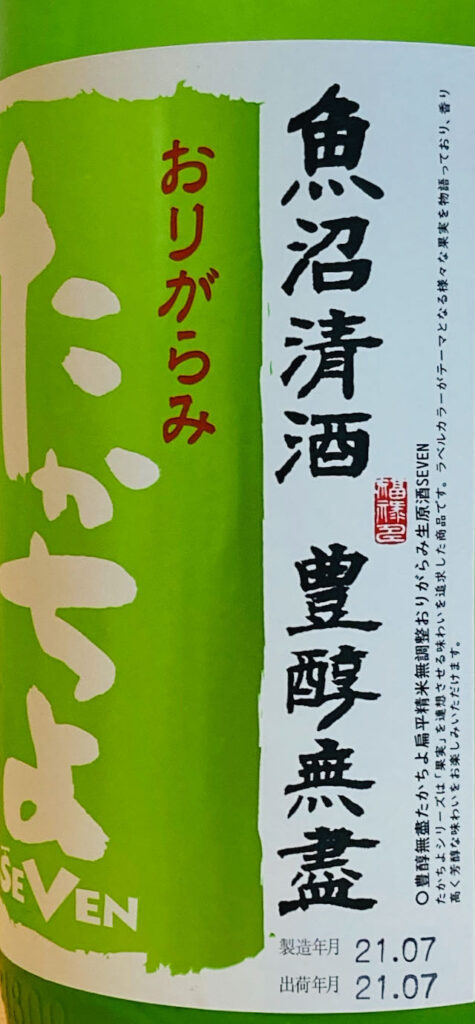 〇豊醇無盡たかちよ扁平精米無調整おりがらみ生原酒SEVEN
たかちよシリーズは「果実」を連想させる味わいを追求した商品です。ラベルカラーがテーマとなる様々な果実を物語っており、香り
高く芳醇な味わいをお楽しみいただけます。
魚沼清酒 豊醇無盡
おりがらみ
たかちよ
SEVEN
製造年月 21.07
出荷年月 21.07